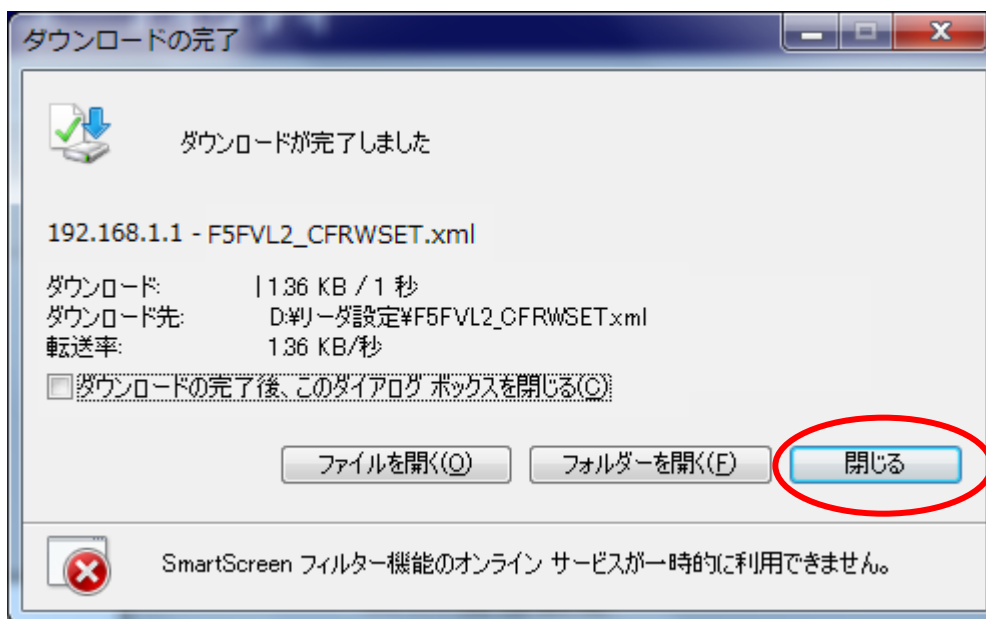 ダウンロードの完了
ダウンロードが完了しました
192.168.1.1 - F5FVL2_CFRWSET.xml
ダウンロード: 1.36 KB / 1 秒
ダウンロード先: D:¥リーダ設定¥F5FVL2_CFRWSET.xml
転送率: 1.36 KB/秒
ダウンロードの完了後、このダイアログ ボックスを閉じる(C)
ファイルを開く(O) フォルダーを開く(F) 閉じる
SmartScreen フィルター機能のオンライン サービスが一時的に利用できません。